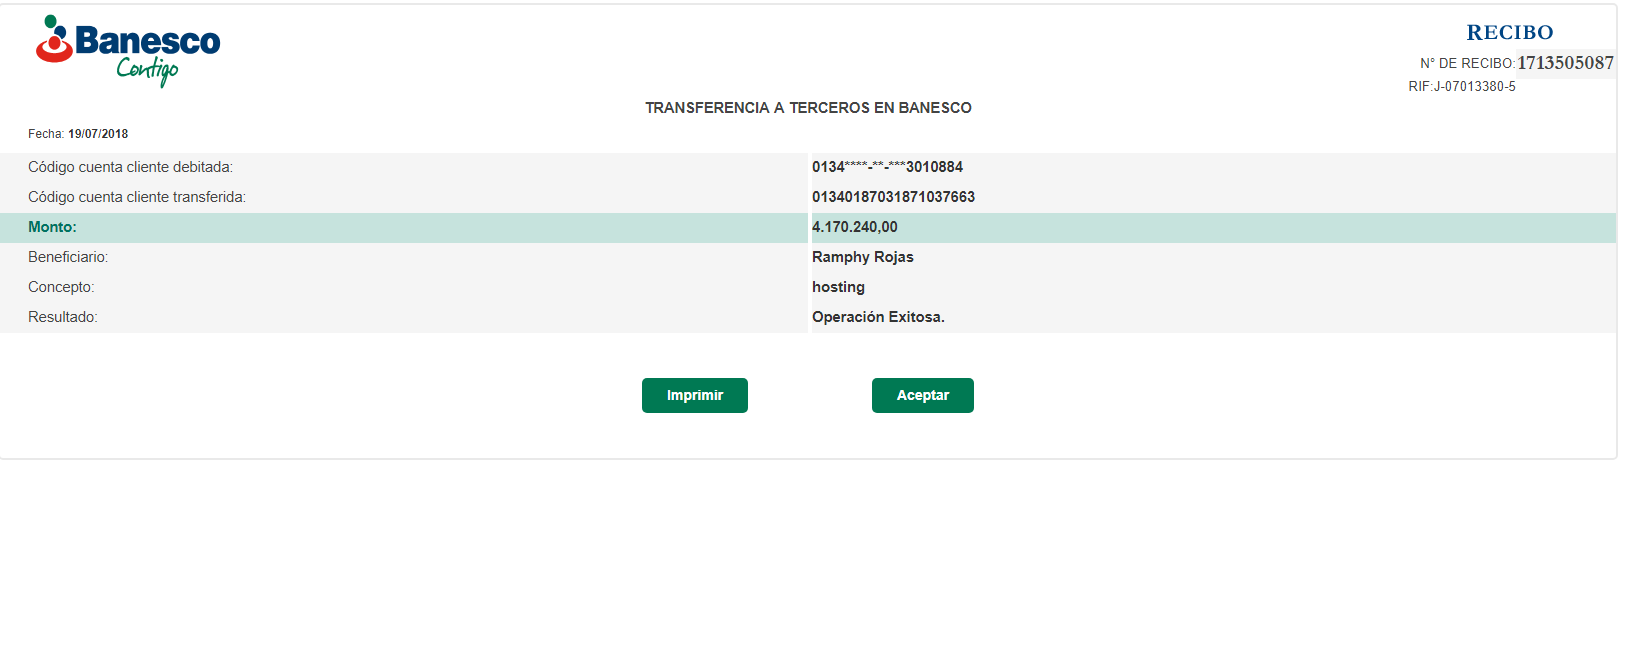 Banesco
Contigo
RECIBO
N° DE RECIBO: 1713505087
RIF:J-07013380-5
TRANSFERENCIA A TERCEROS EN BANESCO
Fecha: 19/07/2018
Código cuenta cliente debitada: 0134****-**-***3010884
Código cuenta cliente transferida: 01340187031871037663
Monto: 4.170.240,00
Beneficiario: Ramphy Rojas
Concepto: hosting
Resultado: Operación Exitosa.
Imprimir Aceptar